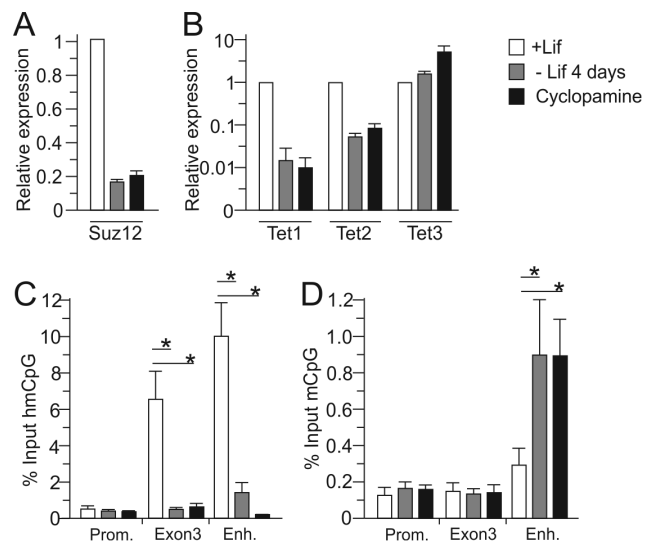 A
Relative expression
1
0.8
0.6
0.4
0.2
0
Suz12
B
Relative expression
10
1
0.1
0.01
0
Tet1 Tet2 Tet3
+Lif
- Lif 4 days
Cyclopamine
C
% Input hmCpG
12
10
8
6
4
2
0
* *
* *
Prom. Exon3 Enh.
D
% Input mCpG
1.2
1.0
0.8
0.6
0.4
0.2
0
*
*
Prom. Exon3 Enh.